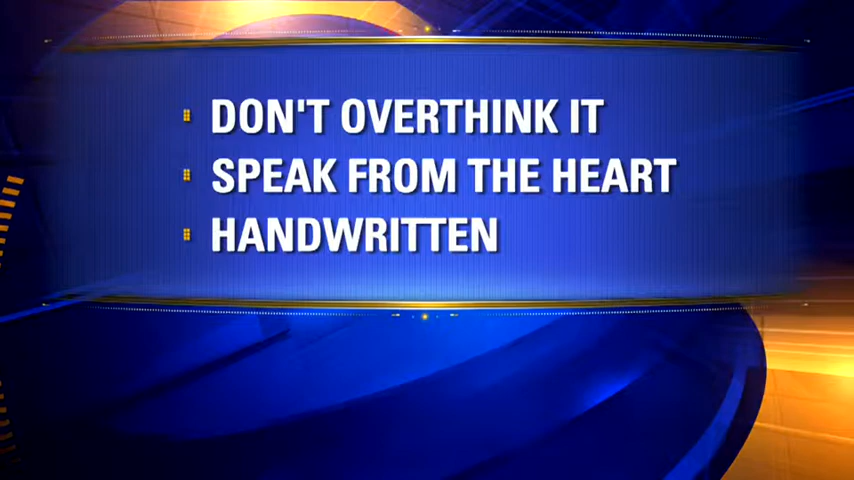 DON'T OVERTHINK IT
SPEAK FROM THE HEART
HANDWRITTEN